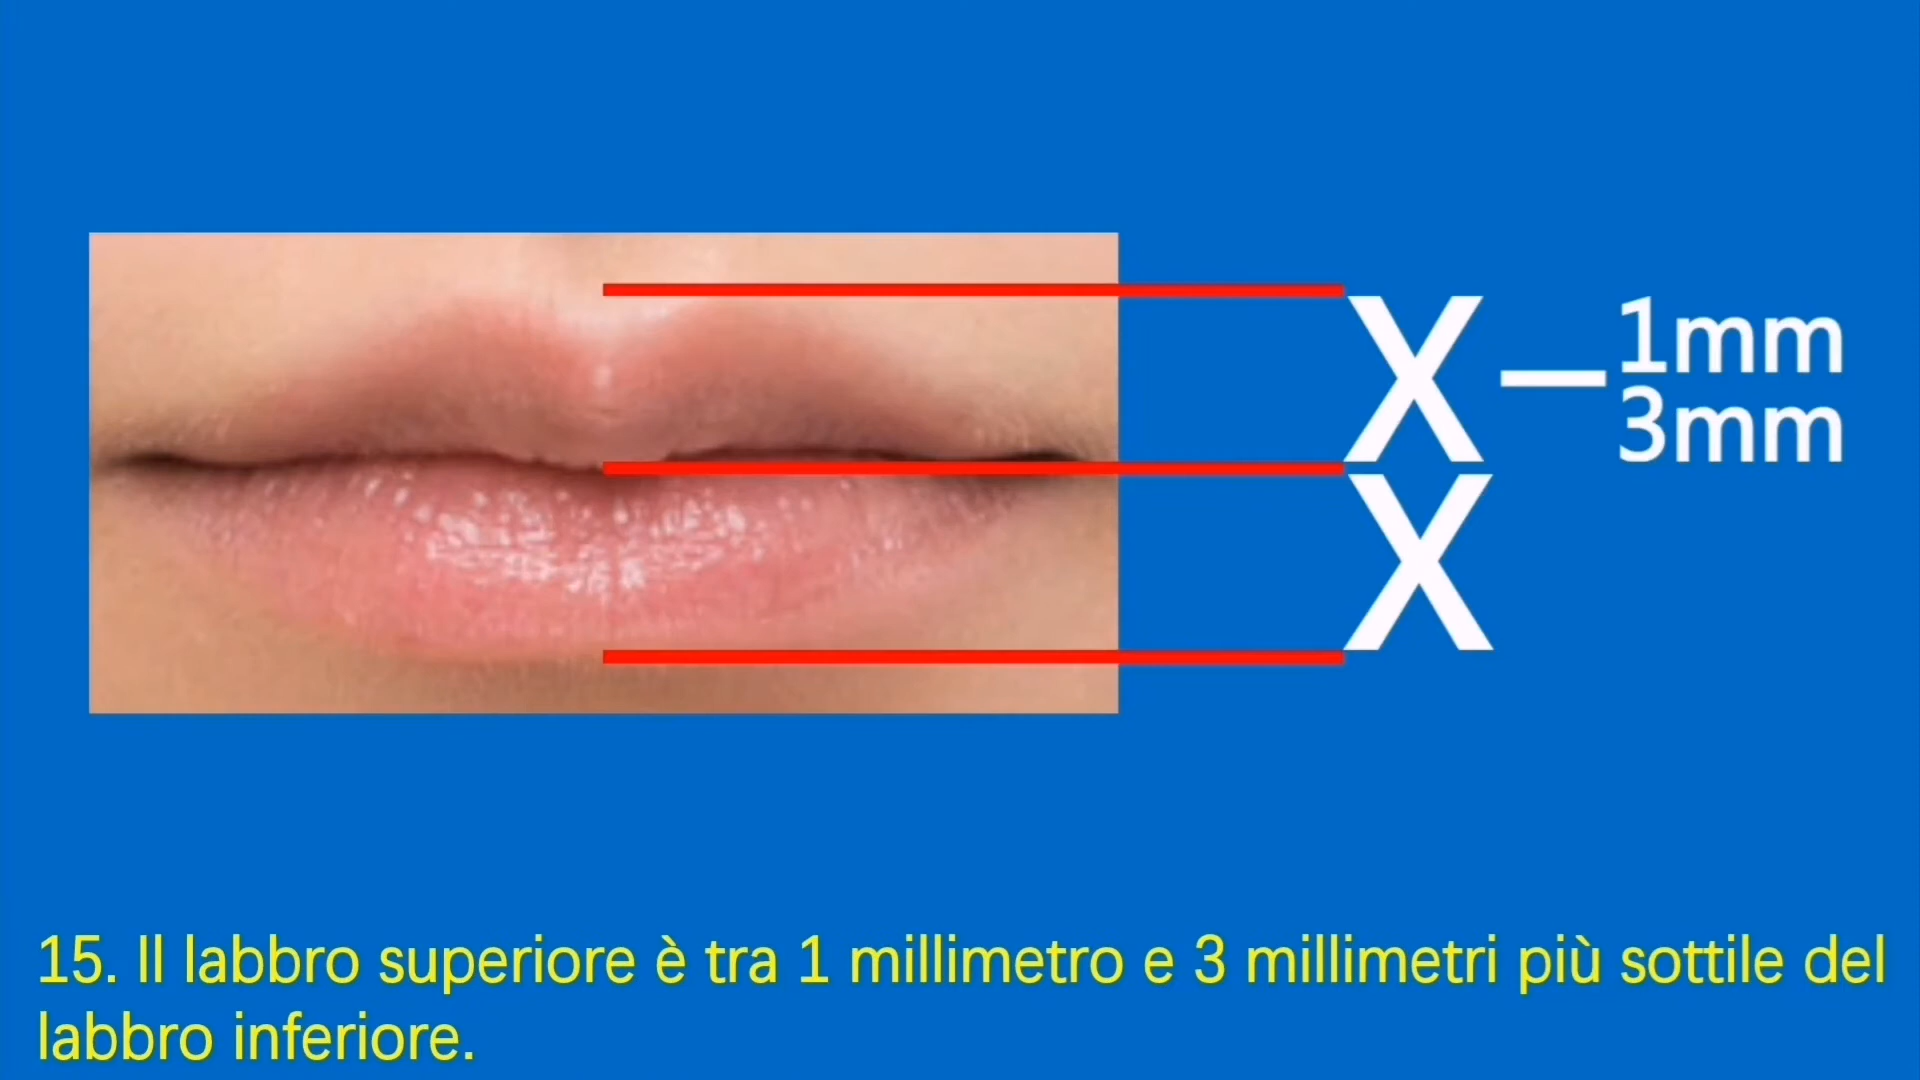 X — 1mm
3mm
X
15. Il labbro superiore è tra 1 millimetro e 3 millimetri più sottile del
labbro inferiore.